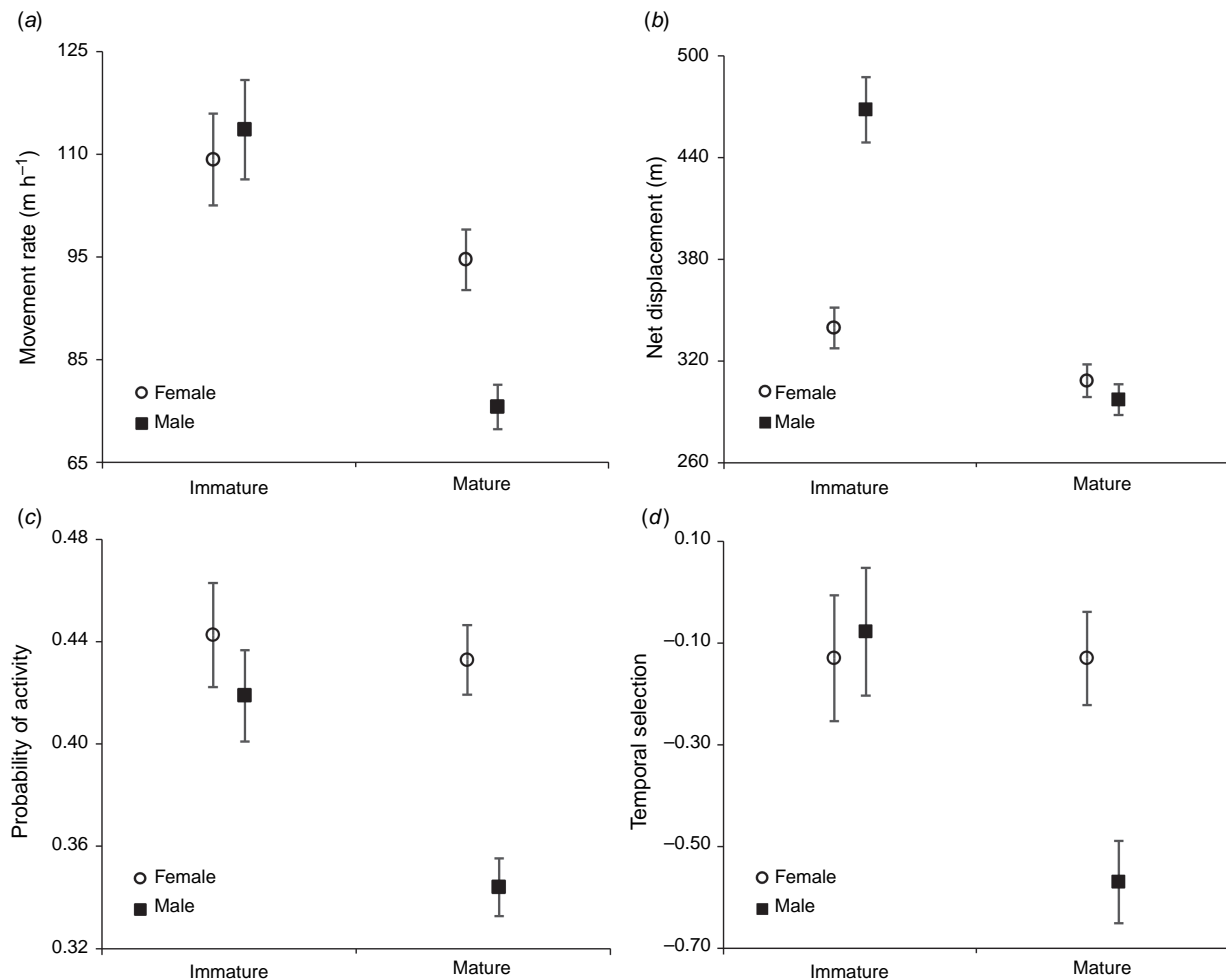 (a)
125
110
95
85
65
Movement rate (m h⁻¹)
Female
Male
Immature
Mature
(b)
500
440
380
320
260
Net displacement (m)
Female
Male
Immature
Mature
(c)
0.48
0.44
0.40
0.36
0.32
Probability of activity
Female
Male
Immature
Mature
(d)
0.10
–0.10
–0.30
–0.50
–0.70
Temporal selection
Female
Male
Immature
Mature